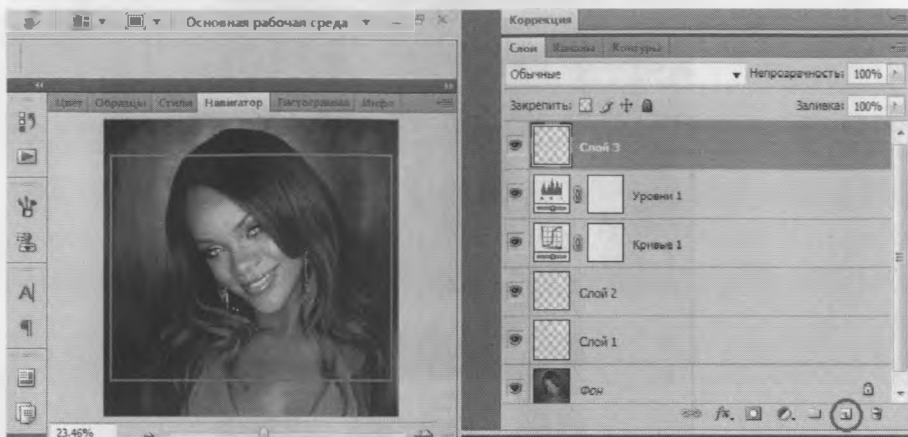 Основная рабочая среда
Цвет Образцы Стили Навигатор Гистограмма Инфо
23.46%
Коррекция
Слои Каналы Контуры
Обычные Непрозрачность: 100%
Закрепить: Заливка: 100%
Слой 3
Уровни 1
Кривые 1
Слой 2
Слой 1
Фон
fx.